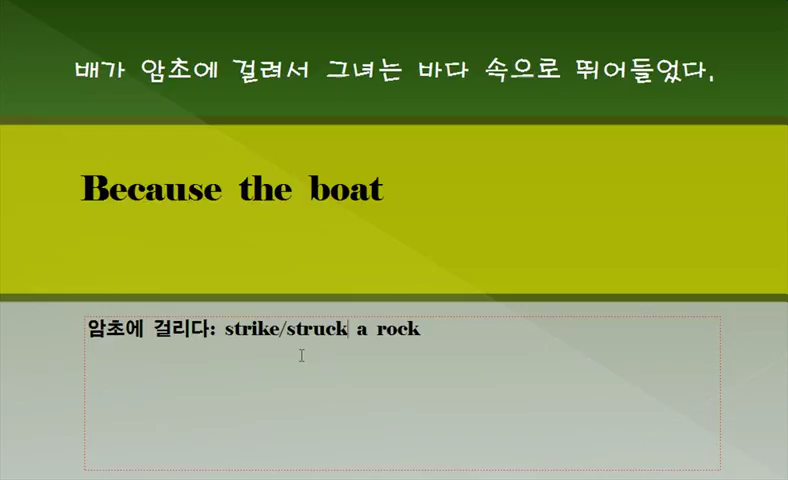 배가 암초에 걸려서 그녀는 바다 속으로 뛰어들었다.
Because the boat
암초에 걸리다: strike/struck a rock